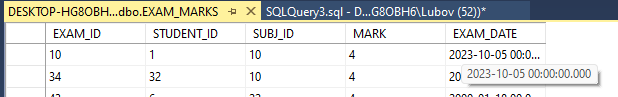 DESKTOP-HG8OBH...dbo.EXAM_MARKS SQLQuery3.sql - D...G8OBH6\Lubov (52))*
EXAM_ID STUDENT_ID SUBJ_ID MARK EXAM_DATE
10 1 10 4 2023-10-05 00:0...
34 32 10 4 20
2023-10-05 00:00:00.000